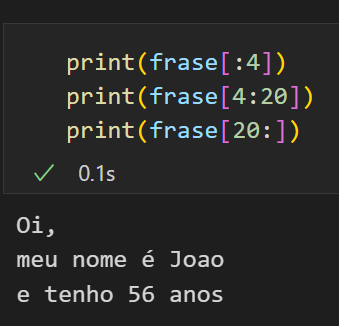 print(frase[:4])
print(frase[4:20])
print(frase[20:])
0.1s
Oi,
meu nome é Joao
e tenho 56 anos